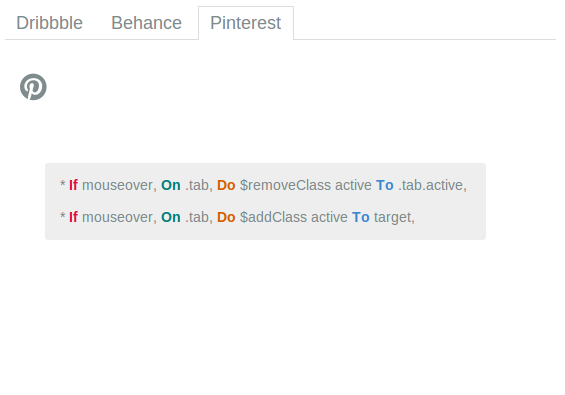 Dribbble Behance Pinterest
* If mouseover, On .tab, Do $removeClass active To .tab.active,
* If mouseover, On .tab, Do $addClass active To target,